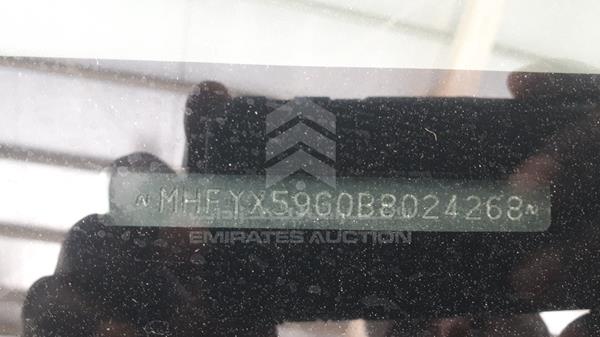 ~MHFYX59G0B8024268~
EMIRATES AUCTION